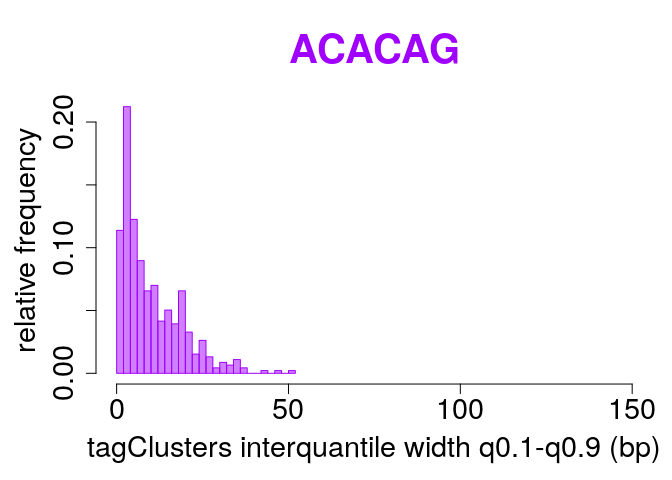 ACACAG
relative frequency
0.20
0.10
0.00
0 50 100 150
tagClusters interquantile width q0.1-q0.9 (bp)